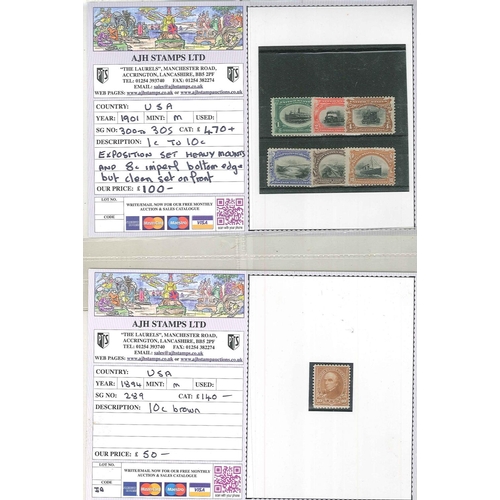 AJH STAMPS LTD
"THE LAURELS", MANCHESTER ROAD,
ACCRINGTON, LANCASHIRE, BB5 2PF
TEL: 01254 393740 FAX: 01254 382274
EMAIL: sales@ajhstamps.co.uk
WEB PAGES: www.ajhstamps.co.uk or www.ajhstampauctions.co.uk
COUNTRY: USA
YEAR: 1901 MINT: M USED:
SG NO: 300 to 305 CAT: £ 470+
DESCRIPTION: 1c TO 10c
EXPOSITION SET HEAVY MOUNTS
AND 8c imperf bottom edge
but clean set on front
OUR PRICE: £ 100-
LOT NO.
WRITE/EMAIL NOW FOR OUR FREE MONTHLY
AUCTION & SALES CATALOGUE
CODE
VISA
AJH STAMPS LTD
"THE LAURELS", MANCHESTER ROAD,
ACCRINGTON, LANCASHIRE, BB5 2PF
TEL: 01254 393740 FAX: 01254 382274
EMAIL: sales@ajhstamps.co.uk
WEB PAGES: www.ajhstamps.co.uk or www.ajhstampauctions.co.uk
COUNTRY: USA
YEAR: 1894 MINT: M USED:
SG NO: 289 CAT: £ 140-
DESCRIPTION: 10c brown
OUR PRICE: £ 50-
LOT NO.
WRITE/EMAIL NOW FOR OUR FREE MONTHLY
AUCTION & SALES CATALOGUE
CODE
VISA